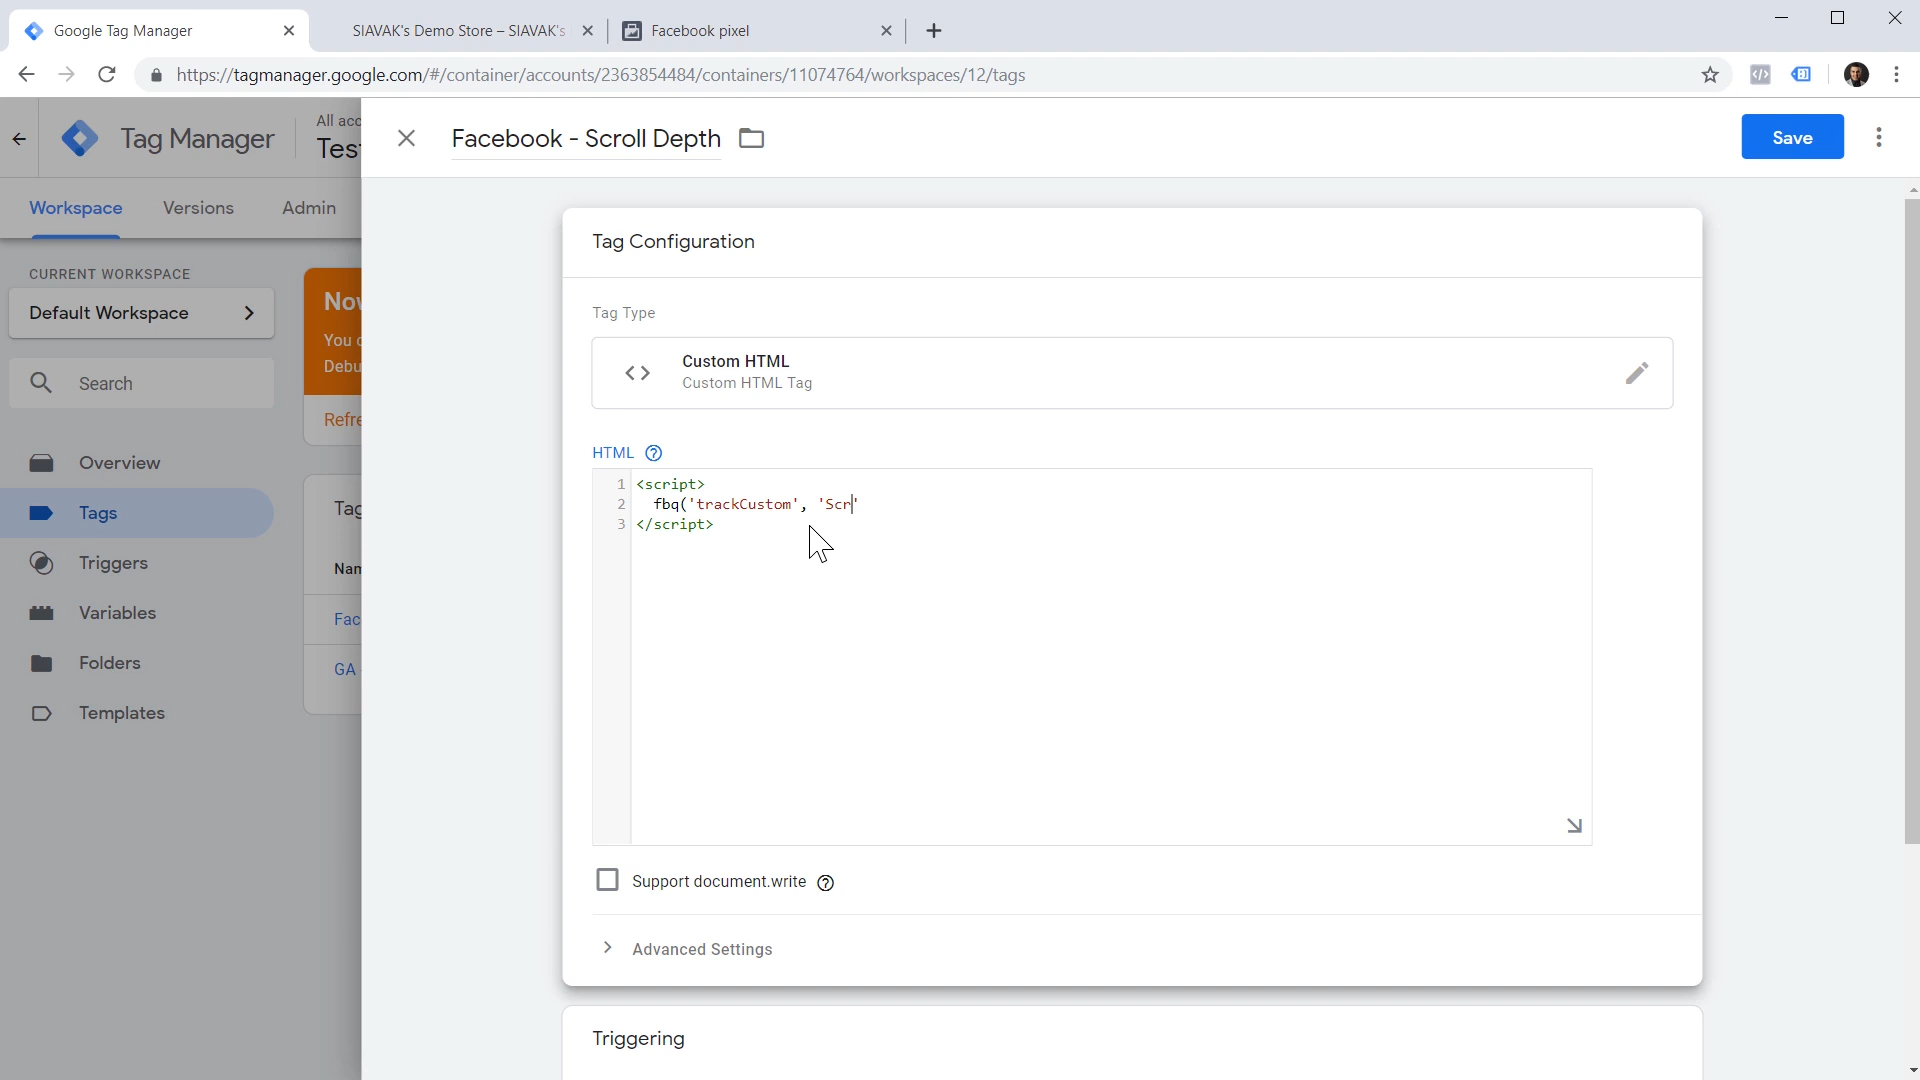 Google Tag Manager
SIAVAK's Demo Store – SIAVAK's
Facebook pixel
https://tagmanager.google.com/#/container/accounts/2363854484/containers/11074764/workspaces/12/tags
Tag Manager
All acc
Test
Facebook - Scroll Depth
Save
Workspace
Versions
Admin
CURRENT WORKSPACE
Default Workspace
Search
Overview
Tags
Triggers
Variables
Folders
Templates
Now
You c
Debu
Refre
Tag
Nam
Fac
GA
Tag Configuration
Tag Type
Custom HTML
Custom HTML Tag
HTML
1 <script>
2 fbq('trackCustom', 'Scr'
3 </script>
Support document.write
Advanced Settings
Triggering